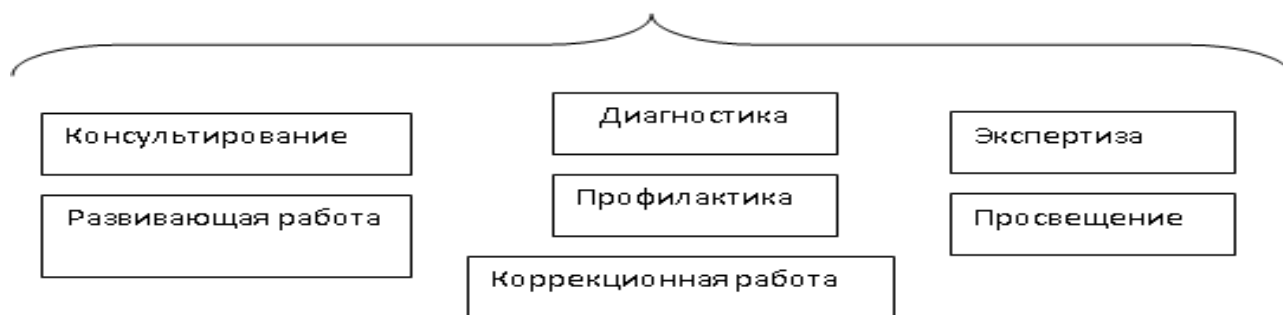 Консультирование
Диагностика
Экспертиза
Развивающая работа
Профилактика
Просвещение
Коррекционная работа